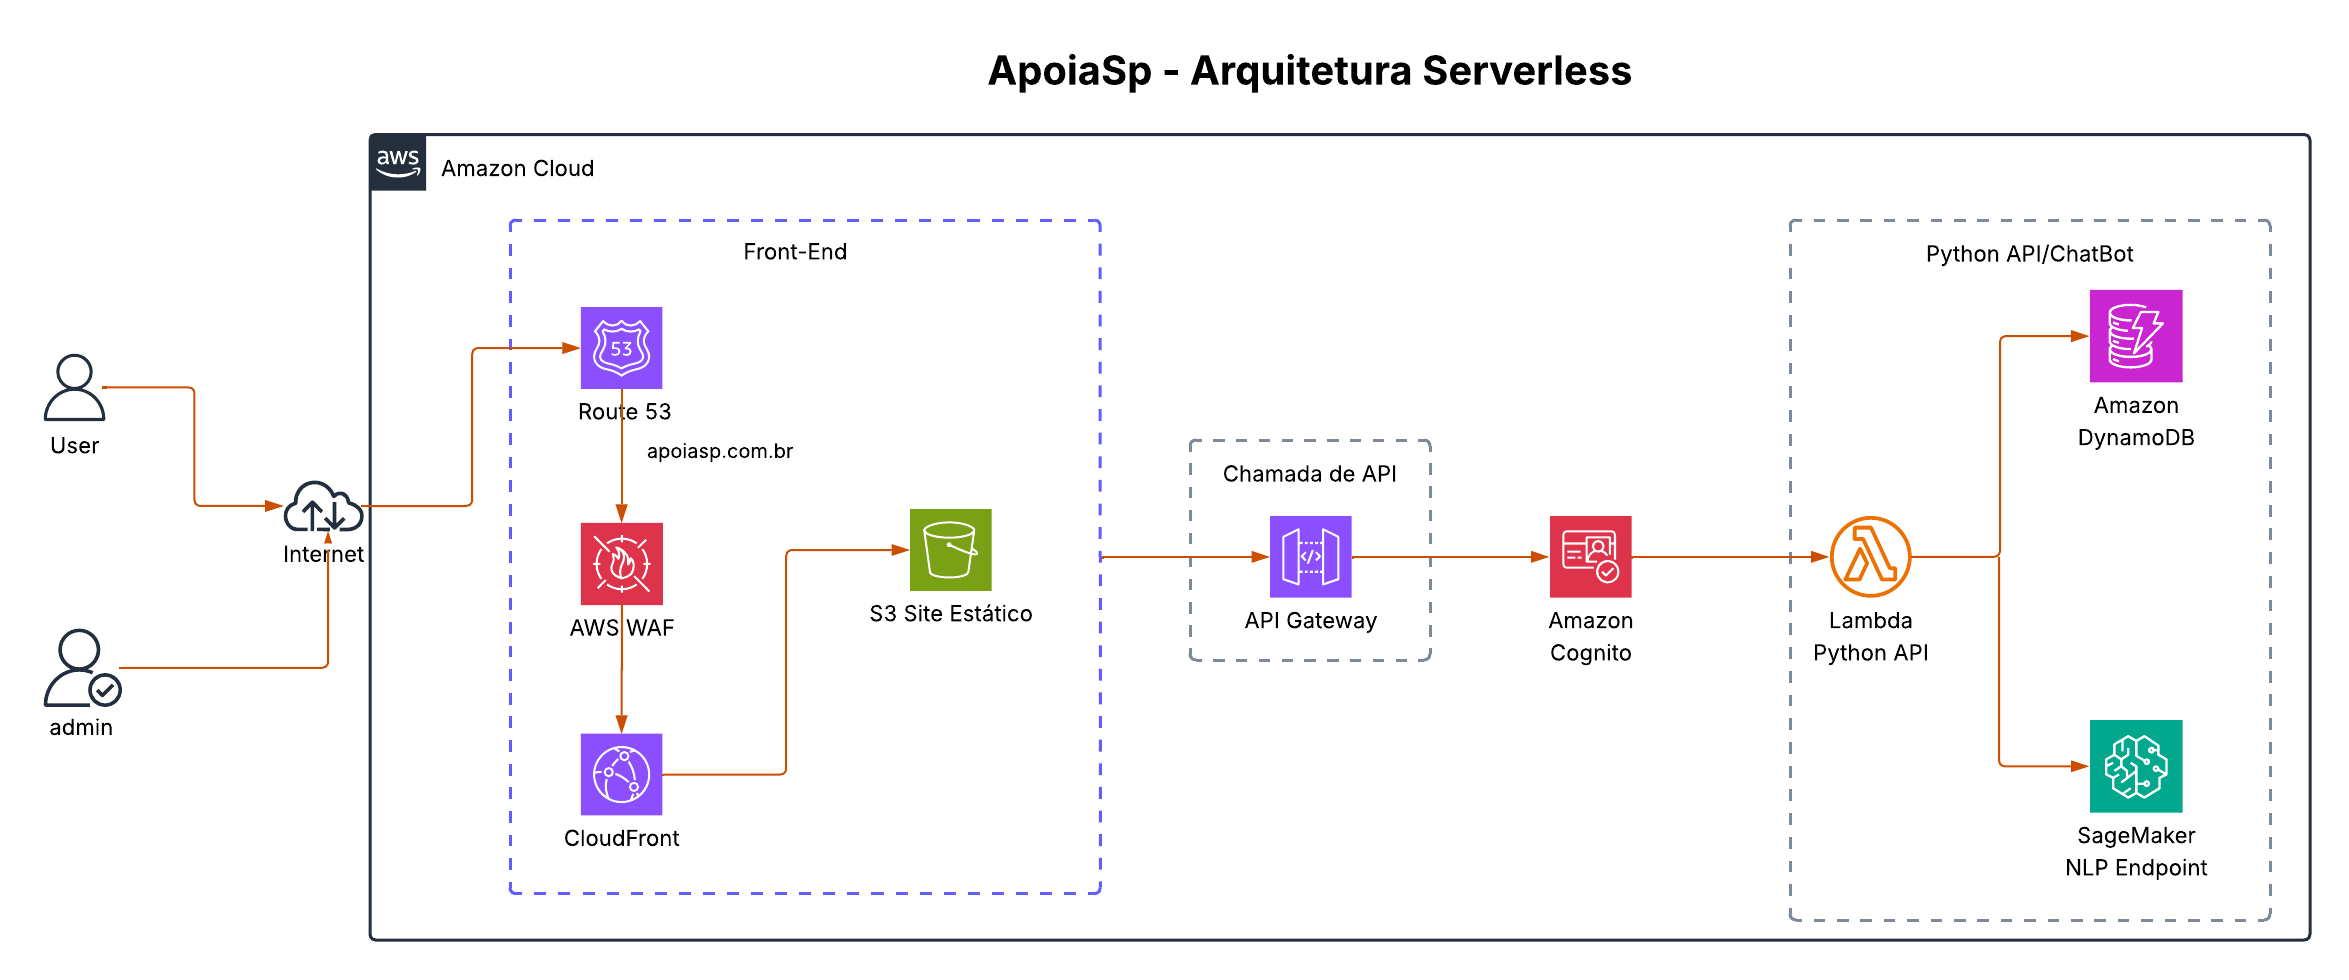 ApoiaSp - Arquitetura Serverless
aws
Amazon Cloud
Front-End
Python API/ChatBot
53
Route 53
apoiasp.com.br
User
Amazon
DynamoDB
Chamada de API
</>
Internet
AWS WAF
S3 Site Estático
API Gateway
Amazon
Cognito
Lambda
Python API
admin
CloudFront
SageMaker
NLP Endpoint